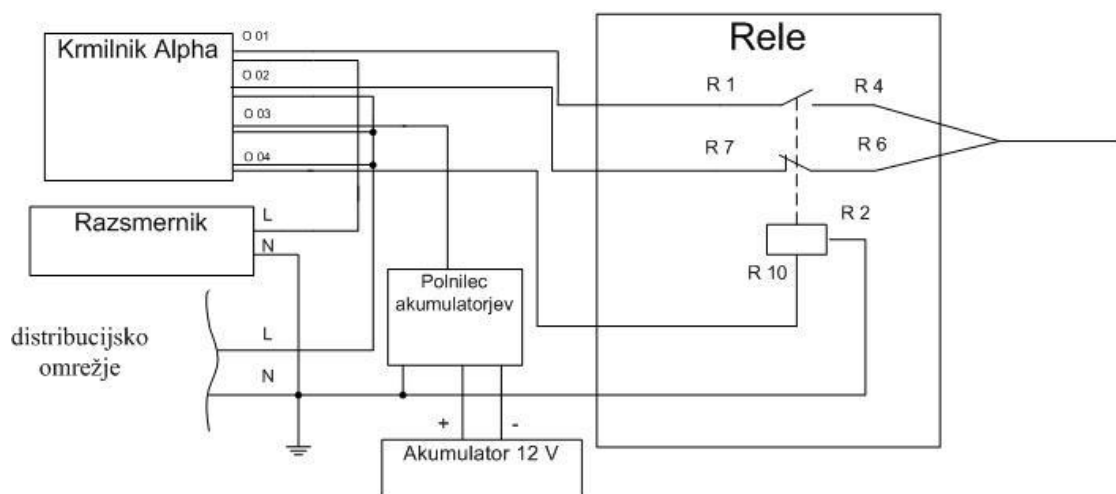 Krmilnik Alpha
O 01
O 02
O 03
O 04
Rele
R 1
R 4
R 7
R 6
R 2
R 10
Razsmernik
L
N
Polnilec
akumulatorjev
distribucijsko
omrežje
L
N
+
-
Akumulator 12 V